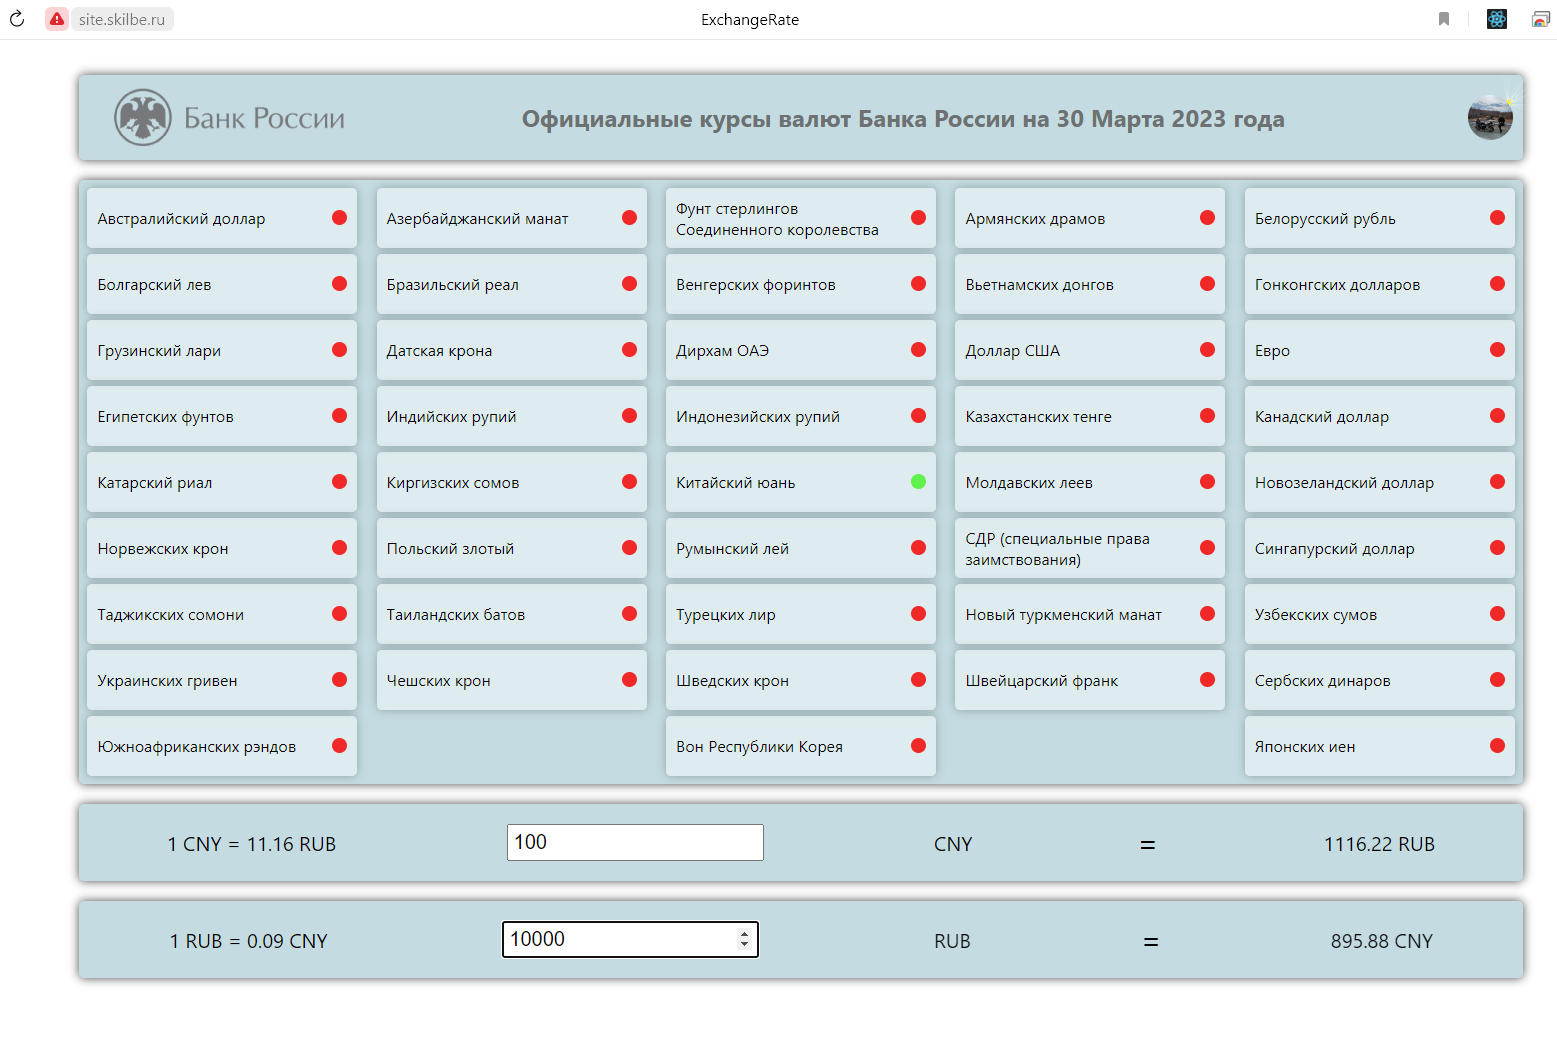 site.skilbe.ru
ExchangeRate
Банк России
Официальные курсы валют Банка России на 30 Марта 2023 года
Австралийский доллар
Азербайджанский манат
Фунт стерлингов
Соединенного королевства
Армянских драмов
Белорусский рубль
Болгарский лев
Бразильский реал
Венгерских форинтов
Вьетнамских донгов
Гонконгских долларов
Грузинский лари
Датская крона
Дирхам ОАЭ
Доллар США
Евро
Египетских фунтов
Индийских рупий
Индонезийских рупий
Казахстанских тенге
Канадский доллар
Катарский риал
Киргизских сомов
Китайский юань
Молдавских леев
Новозеландский доллар
Норвежских крон
Польский злотый
Румынский лей
СДР (специальные права
заимствования)
Сингапурский доллар
Таджикских сомони
Таиландских батов
Турецких лир
Новый туркменский манат
Узбекских сумов
Украинских гривен
Чешских крон
Шведских крон
Швейцарский франк
Сербских динаров
Южноафриканских рэндов
Вон Республики Корея
Японских иен
1 CNY = 11.16 RUB
100
CNY
=
1116.22 RUB
1 RUB = 0.09 CNY
10000
RUB
=
895.88 CNY